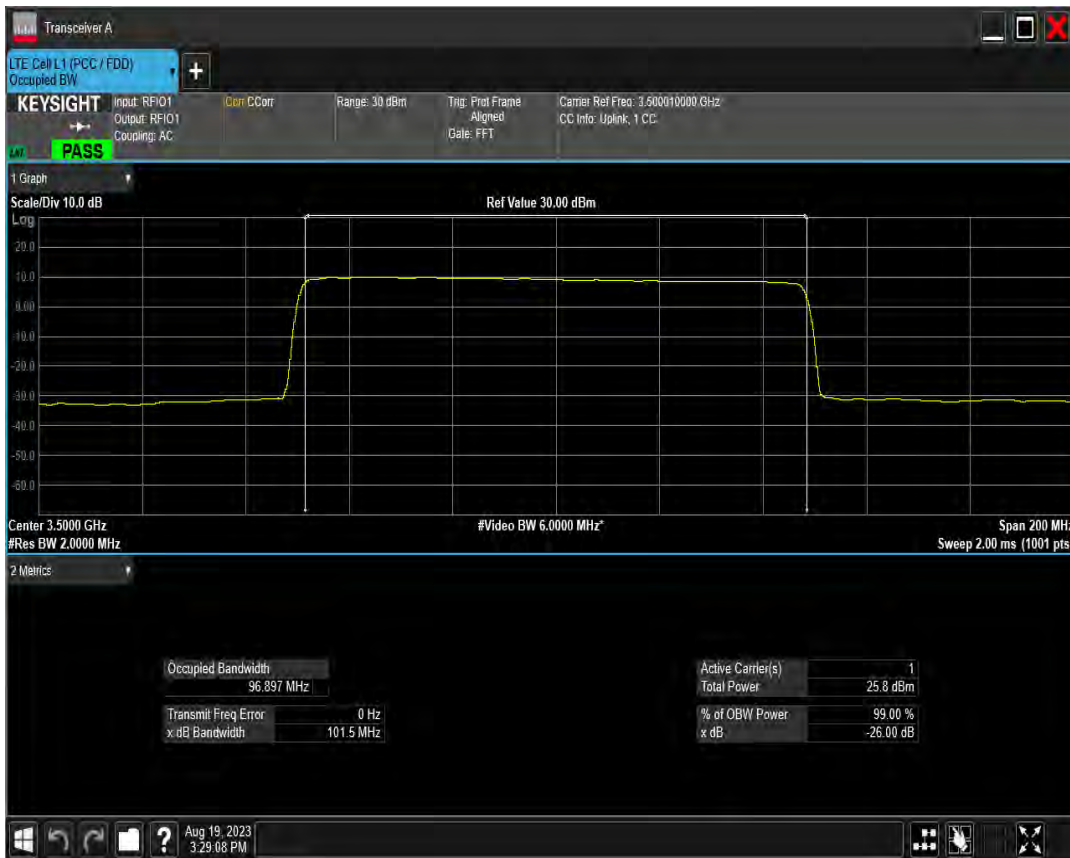 Transceiver A
LTE Cell L1 (PCC / FDD)
Occupied BW
KEYSIGHT
Input: RFIO1
Output: RFIO1
Coupling: AC
Corr CCorr
Range: 30 dBm
Trig: Prot Frame
Aligned
Gate: FFT
Carrier Ref Freq: 3.500010000 GHz
CC Info: Uplink, 1 CC
PASS
1 Graph
Scale/Div 10.0 dB
Ref Value 30.00 dBm
Log
20.0
10.0
0.00
-10.0
-20.0
-30.0
-40.0
-50.0
-60.0
Center 3.5000 GHz
#Video BW 6.0000 MHz*
Span 200 MHz
#Res BW 2.0000 MHz
Sweep 2.00 ms (1001 pts
2 Metrics
Occupied Bandwidth
96.897 MHz
Transmit Freq Error 0 Hz
x dB Bandwidth 101.5 MHz
Active Carrier(s) 1
Total Power 25.8 dBm
% of OBW Power 99.00 %
x dB -26.00 dB
Aug 19, 2023
3:29:08 PM